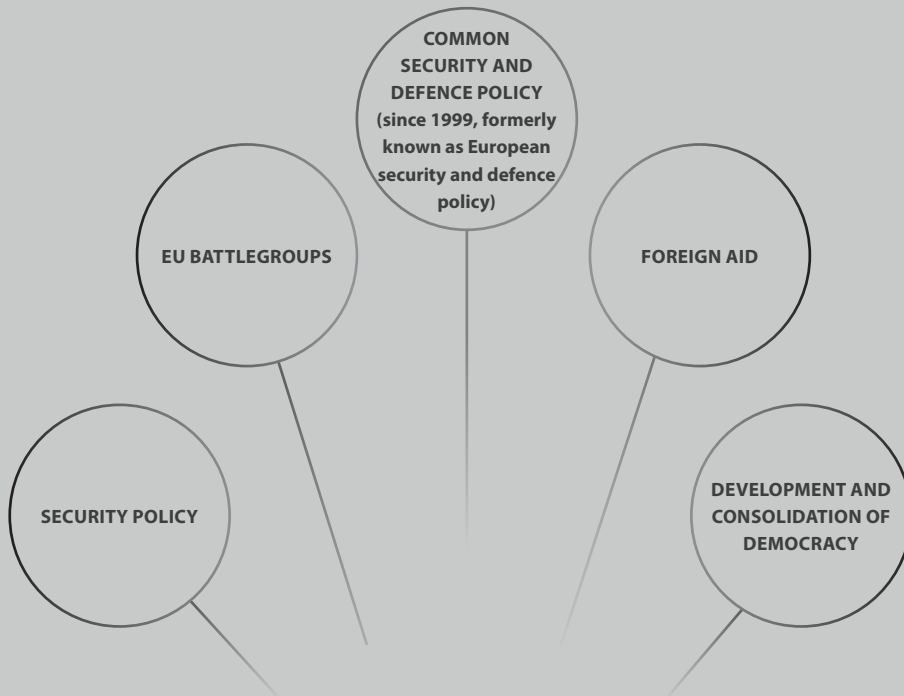 COMMON
SECURITY AND
DEFENCE POLICY
(since 1999, formerly
known as European
security and defence
policy)
EU BATTLEGROUPS
FOREIGN AID
SECURITY POLICY
DEVELOPMENT AND
CONSOLIDATION OF
DEMOCRACY